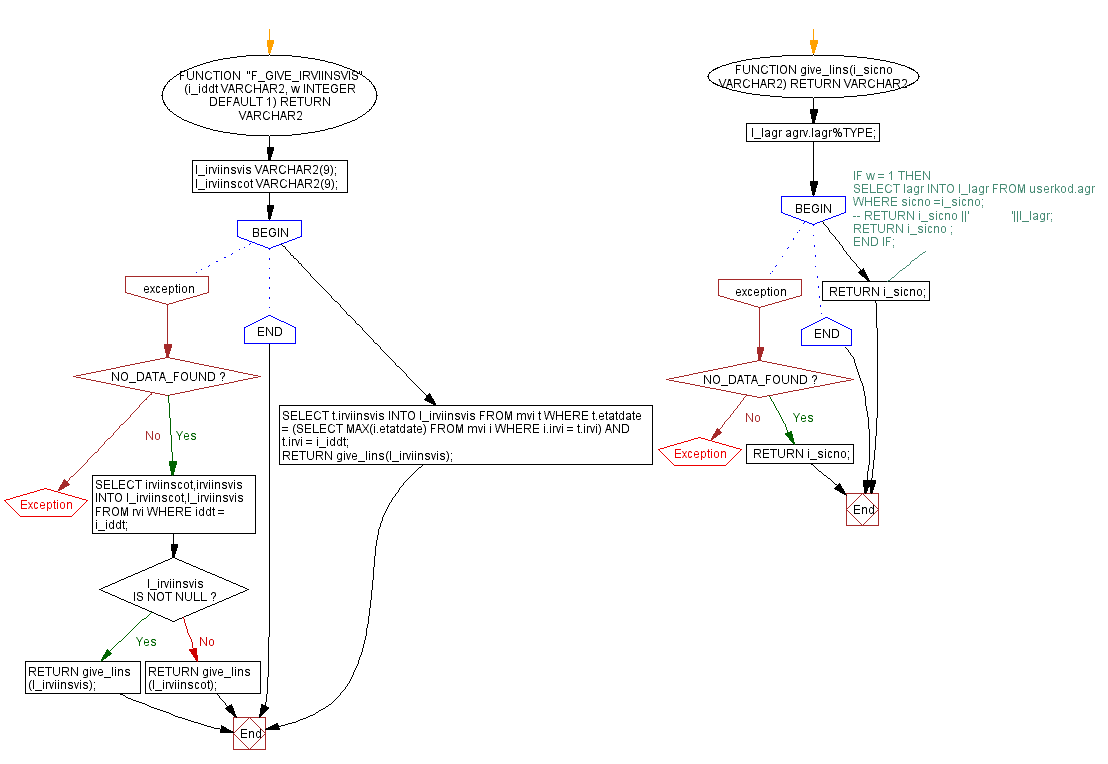 FUNCTION "F_GIVE_IRVIINSVIS"
(i_iddt VARCHAR2, w INTEGER
DEFAULT 1) RETURN
VARCHAR2
l_irviinsvis VARCHAR2(9);
l_irviinscot VARCHAR2(9);
BEGIN
exception
END
NO_DATA_FOUND ?
SELECT t.irviinsvis INTO l_irviinsvis FROM mvi t WHERE t.etatdate
= (SELECT MAX(i.etatdate) FROM mvi i WHERE i.irvi = t.irvi) AND
t.irvi = i_iddt;
RETURN give_lins(l_irviinsvis);
No
Yes
Exception
SELECT irviinscot,irviinsvis
INTO l_irviinscot,l_irviinsvis
FROM rvi WHERE iddt =
i_iddt;
l_irviinsvis
IS NOT NULL ?
Yes
No
RETURN give_lins
(l_irviinsvis);
RETURN give_lins
(l_irviinscot);
End
FUNCTION give_lins(i_sicno
VARCHAR2) RETURN VARCHAR2
l_lagr agrv.lagr%TYPE;
IF w = 1 THEN
SELECT lagr INTO l_lagr FROM userkod.agr
WHERE sicno =i_sicno;
-- RETURN i_sicno ||'             '||l_lagr;
RETURN i_sicno ;
END IF;
BEGIN
exception
RETURN i_sicno;
END
NO_DATA_FOUND ?
No
Yes
Exception
RETURN i_sicno;
End